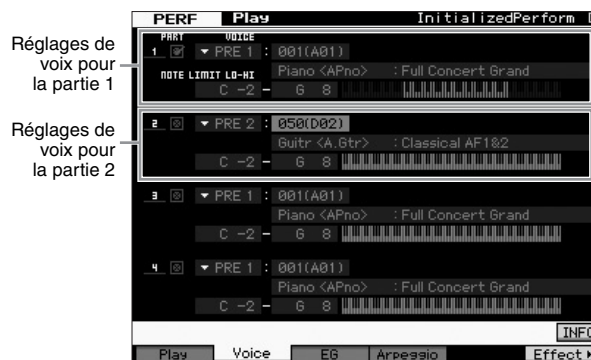 PERF Play InitializedPerform
PART VOICE
1 PRE 1 : 001(A01)
Piano <APno> : Full Concert Grand
NOTE LIMIT LO-HI
C -2 - G 8
Réglages de
voix pour
la partie 1
2 PRE 2 : 050(D02)
Guitr <A.Gtr> : Classical AF1&2
C -2 - G 8
Réglages de
voix pour
la partie 2
3 PRE 1 : 001(A01)
Piano <APno> : Full Concert Grand
C -2 - G 8
4 PRE 1 : 001(A01)
Piano <APno> : Full Concert Grand
C -2 - G 8
INFO
Play Voice EG Arpeggio Effect